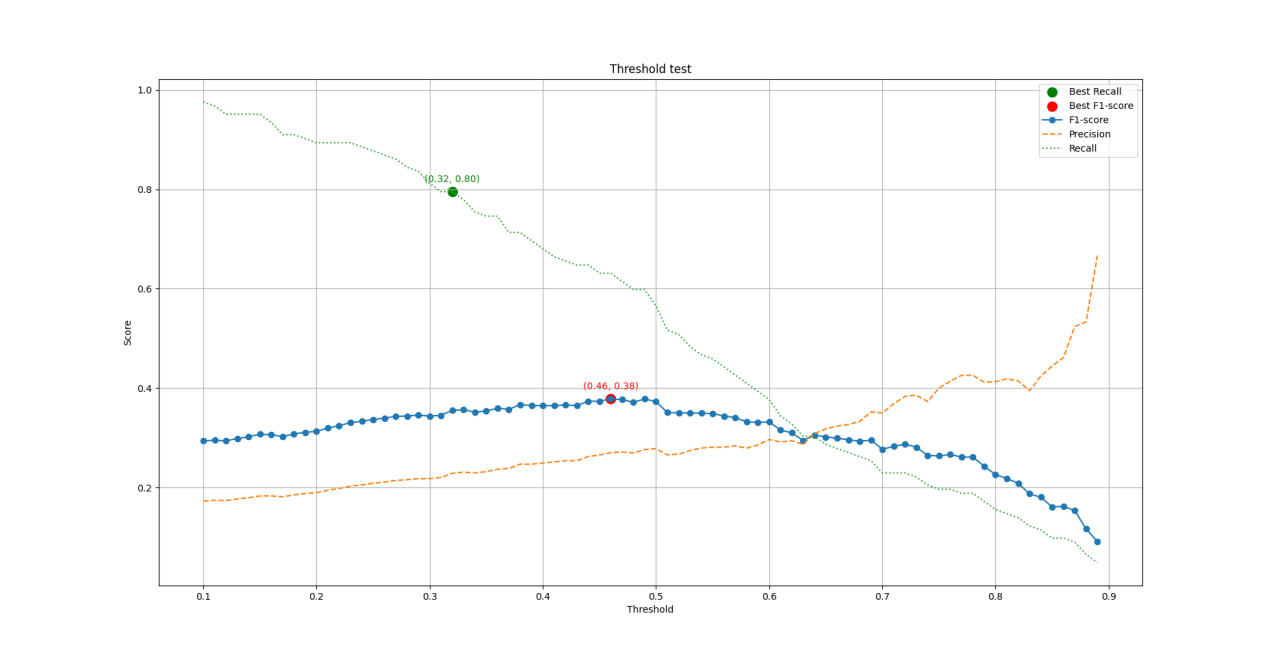 Threshold test
1.0
0.8
0.6
0.4
0.2
Score
(0.32, 0.80)
(0.46, 0.38)
Best Recall
Best F1-score
F1-score
Precision
Recall
0.1 0.2 0.3 0.4 0.5 0.6 0.7 0.8 0.9
Threshold